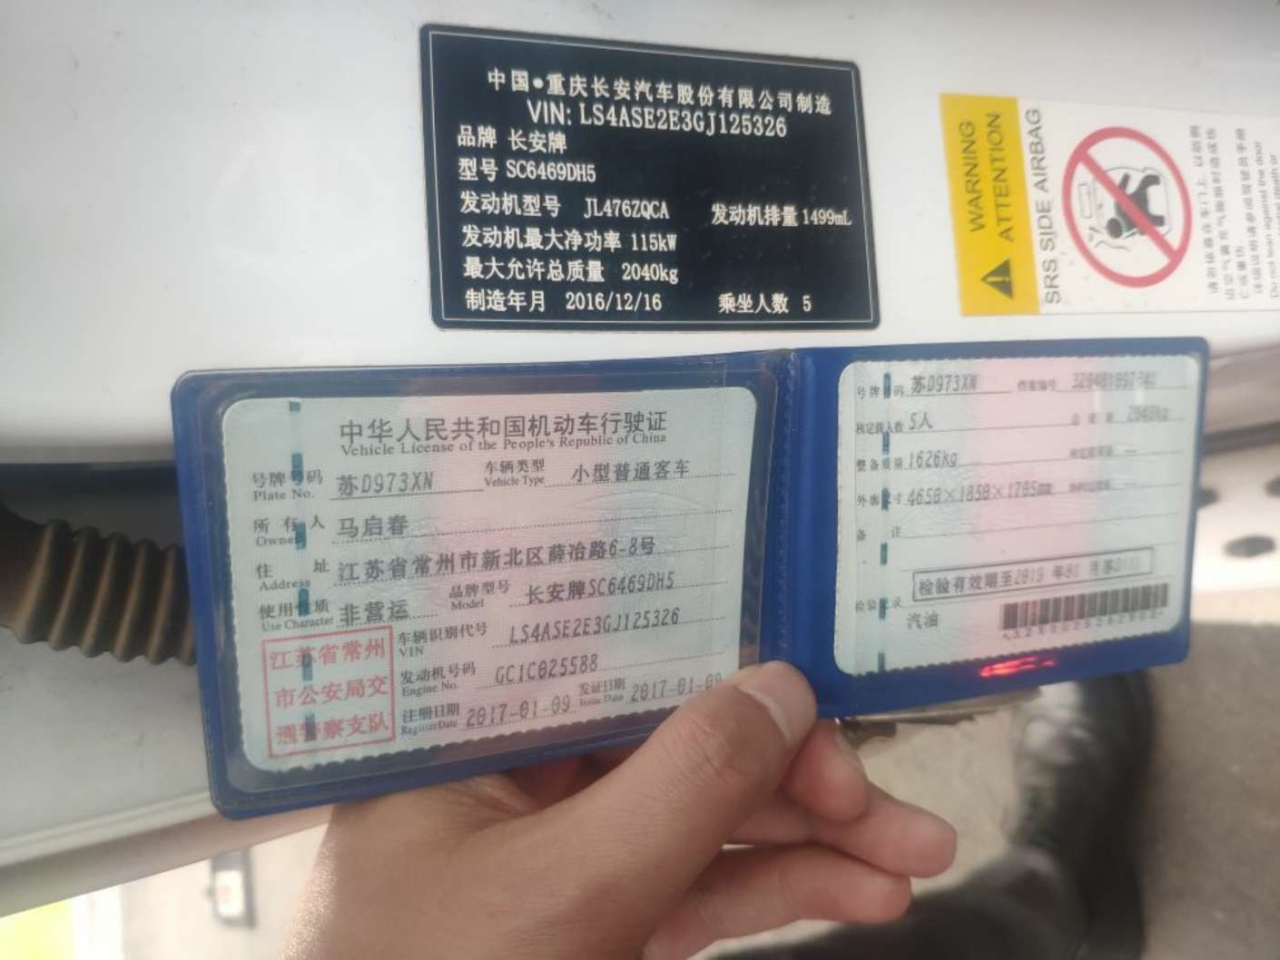 中国●重庆长安汽车股份有限公司制造
VIN: LS4ASE2E3GJ125326
品牌 长安牌
型号 SC6469DH5
发动机型号 JL476ZQCA 发动机排量 1499mL
发动机最大净功率 115kW
最大允许总质量 2040kg
制造年月 2016/12/16 乘坐人数 5
WARNING
ATTENTION
SRS SIDE AIRBAG
中华人民共和国机动车行驶证
Vehicle License of the People's Republic of China
号牌号码 苏D973XN 车辆类型 小型普通客车
Plate No. Vehicle Type
所有人 马启春
Owner
住址 江苏省常州市新北区薛冶路6-8号
Address
使用性质 非营运 品牌型号 长安牌SC6469DH5
Use Character Model
车辆识别代号 LS4ASE2E3GJ125326
VIN
发动机号码 GC1C025588
Engine No.
注册日期 2017-01-09 发证日期 2017-01-09
Register Date Issue Date
江苏省常州
市公安局交
通警察支队
号牌号码 苏D973XN 档案编号
核定载人数 5人 总质量 2040kg
整备质量 1626kg
外廓尺寸 4650×1850×1785mm
备注
检验有效期至2019年01月
检验记录
汽油